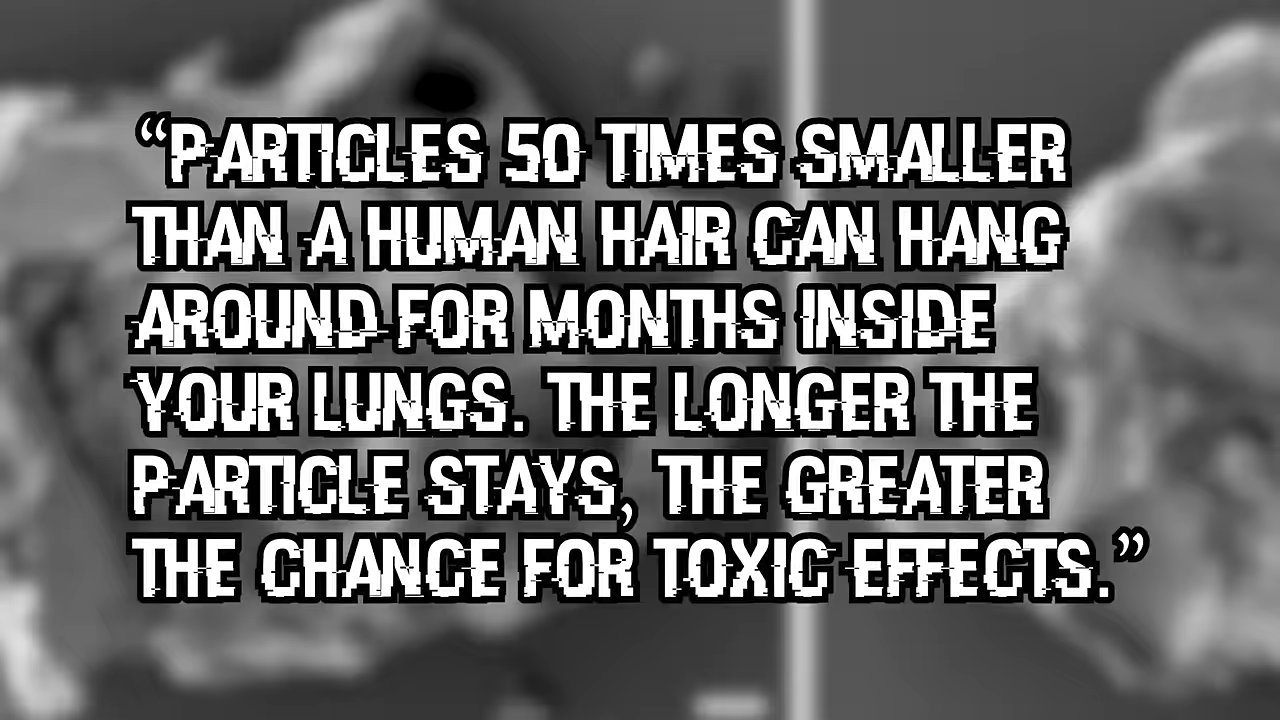 “PARTICLES 50 TIMES SMALLER
THAN A HUMAN HAIR CAN HANG
AROUND FOR MONTHS INSIDE
YOUR LUNGS. THE LONGER THE
PARTICLE STAYS, THE GREATER
THE CHANCE FOR TOXIC EFFECTS.”